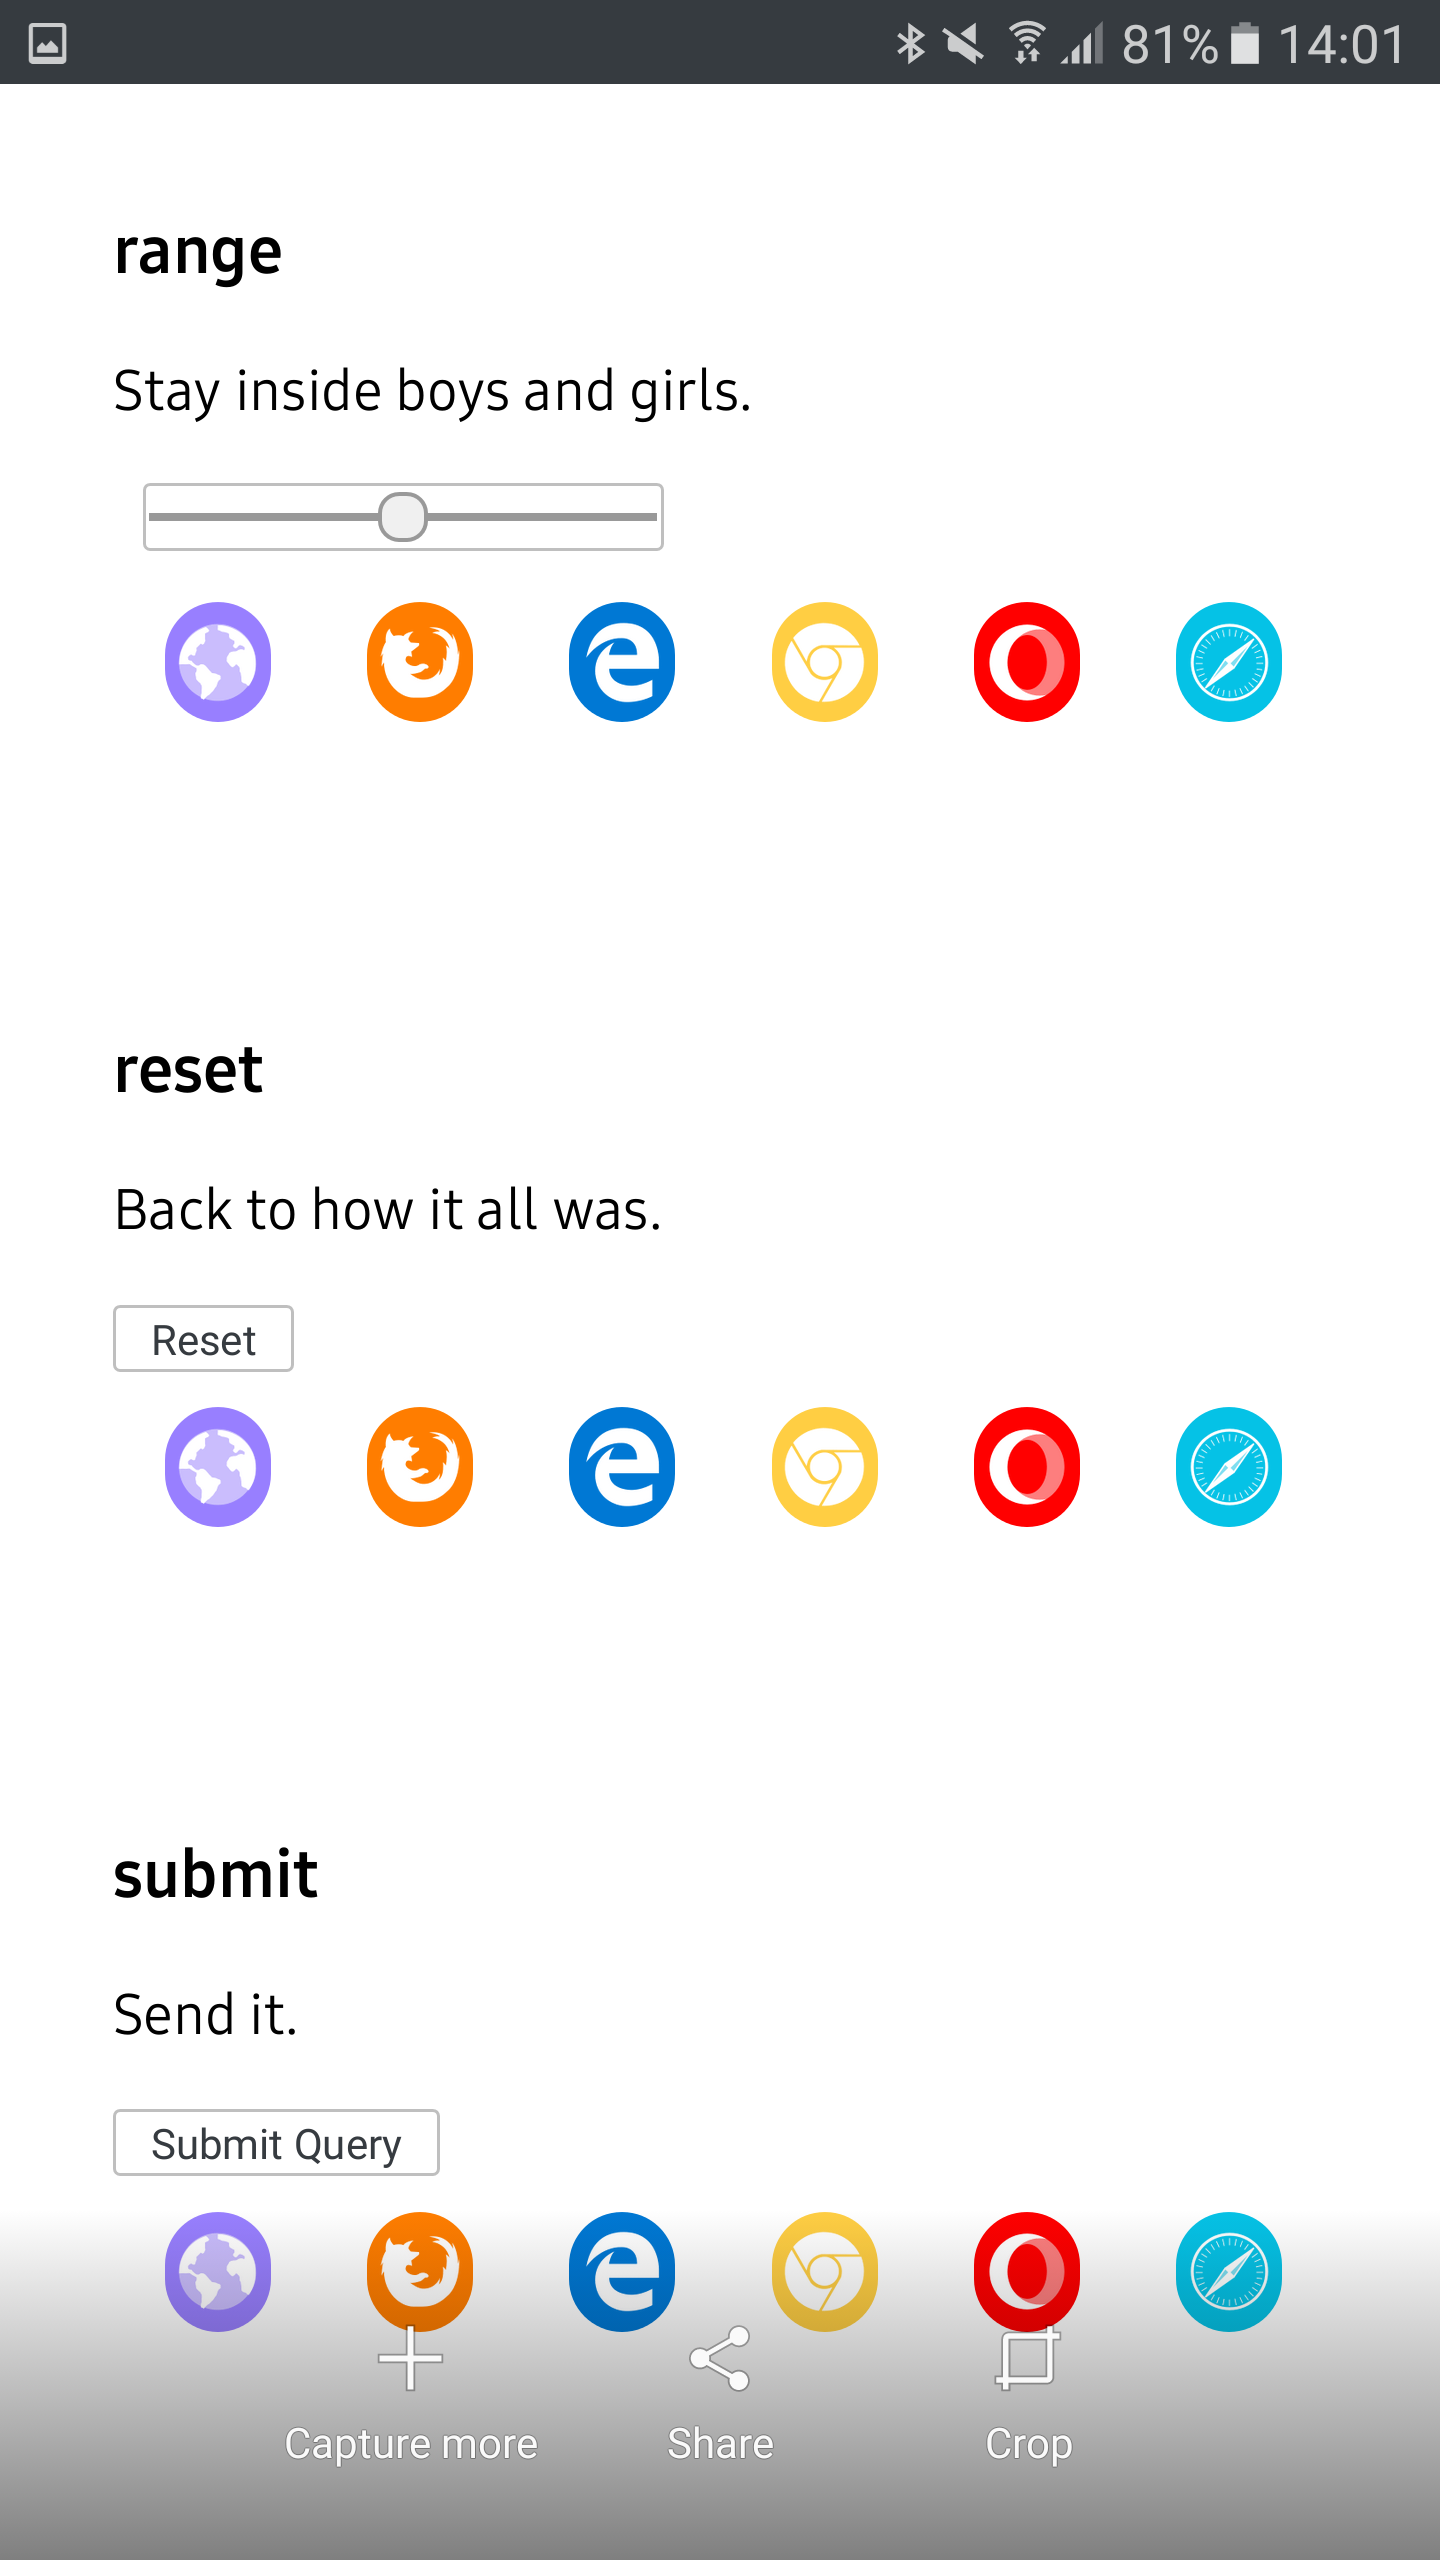 81% 14:01
range
Stay inside boys and girls.
reset
Back to how it all was.
Reset
submit
Send it.
Submit Query
Capture more Share Crop